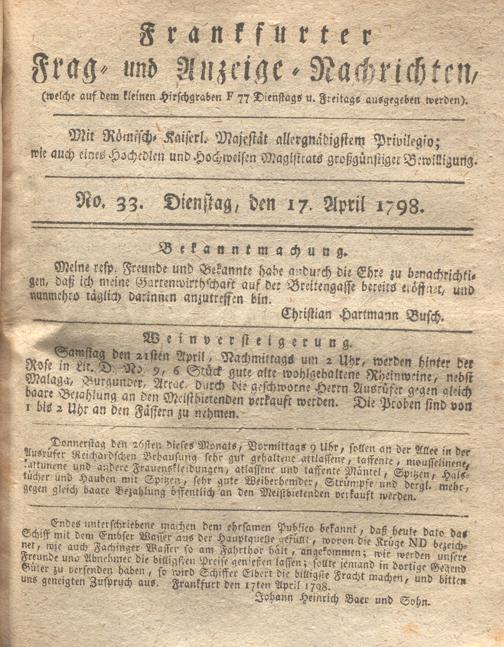 Frankfurter
Frag- und Anzeige-Nachrichten,
(welche auf dem kleinen Hirschgraben F 77 Dienstags u. Freitags ausgegeben werden).
Mit Römisch-Kaiserl. Majestät allergnädigstem Privilegio;
wie auch eines Hochedlen und Hochweisen Magistrats großgünstiger Bewilligung.
No. 33. Dienstag, den 17. April 1798.
Bekanntmachung.
Meine resp. Freunde und Bekannte habe andurch die Ehre zu benachrichti-
gen, daß ich meine Gartenwirthschaft auf der Breitengasse bereits eröffnet, und
nunmehro täglich darinnen anzutreffen bin.
Christian Hartmann Busch.
Weinversteigerung.
Samstag den 21sten April, Nachmittags um 2 Uhr, werden hinter der
Rose in Lit. D. No. 9, 6 Stück gute alte wohlgehaltene Rheinweine, nebst
Malaga, Burgunder, Arrac, durch die geschworne Herrn Ausrufer gegen gleich
baare Bezahlung an den Meistbietenden verkauft werden. Die Proben sind von
1 bis 2 Uhr an den Fässern zu nehmen.
Donnerstag den 26sten dieses Monats, Vormittags 9 Uhr, sollen an der Allee in der
Ausrufer Reichardschen Behausung sehr gut gehaltene attlassene, taffente, mousselinene,
kattunene und andere Frauenskleidungen, atlassene und taffente Mäntel, Spitzen, Hals-
tücher und Hauben mit Spitzen, sehr gute Weiberhemder, Strümpfe und dergl. mehr,
gegen gleich baare Bezahlung öffentlich an den Meistbietenden verkauft werden.
Endes unterschriebene machen dem ehrsamen Publico bekannt, daß heute dato das
Schiff mit dem Embser Wasser aus der Hauptquelle gefüllt, wovon die Krüge ND bezeich-
net, wie auch Fachinger Wasser so am Fahrthor hält, angekommen; wir werden unsere
Freunde und Abnehmer die billigsten Preise genießen lassen; sollte jemand in dortige Gegend
Güter zu versenden haben, so wird Schiffer Eibert die billigste Fracht machen, und bitten
uns geneigten Zuspruch aus. Frankfurt den 17ten April 1798.
Johann Heinrich Baer und Sohn.